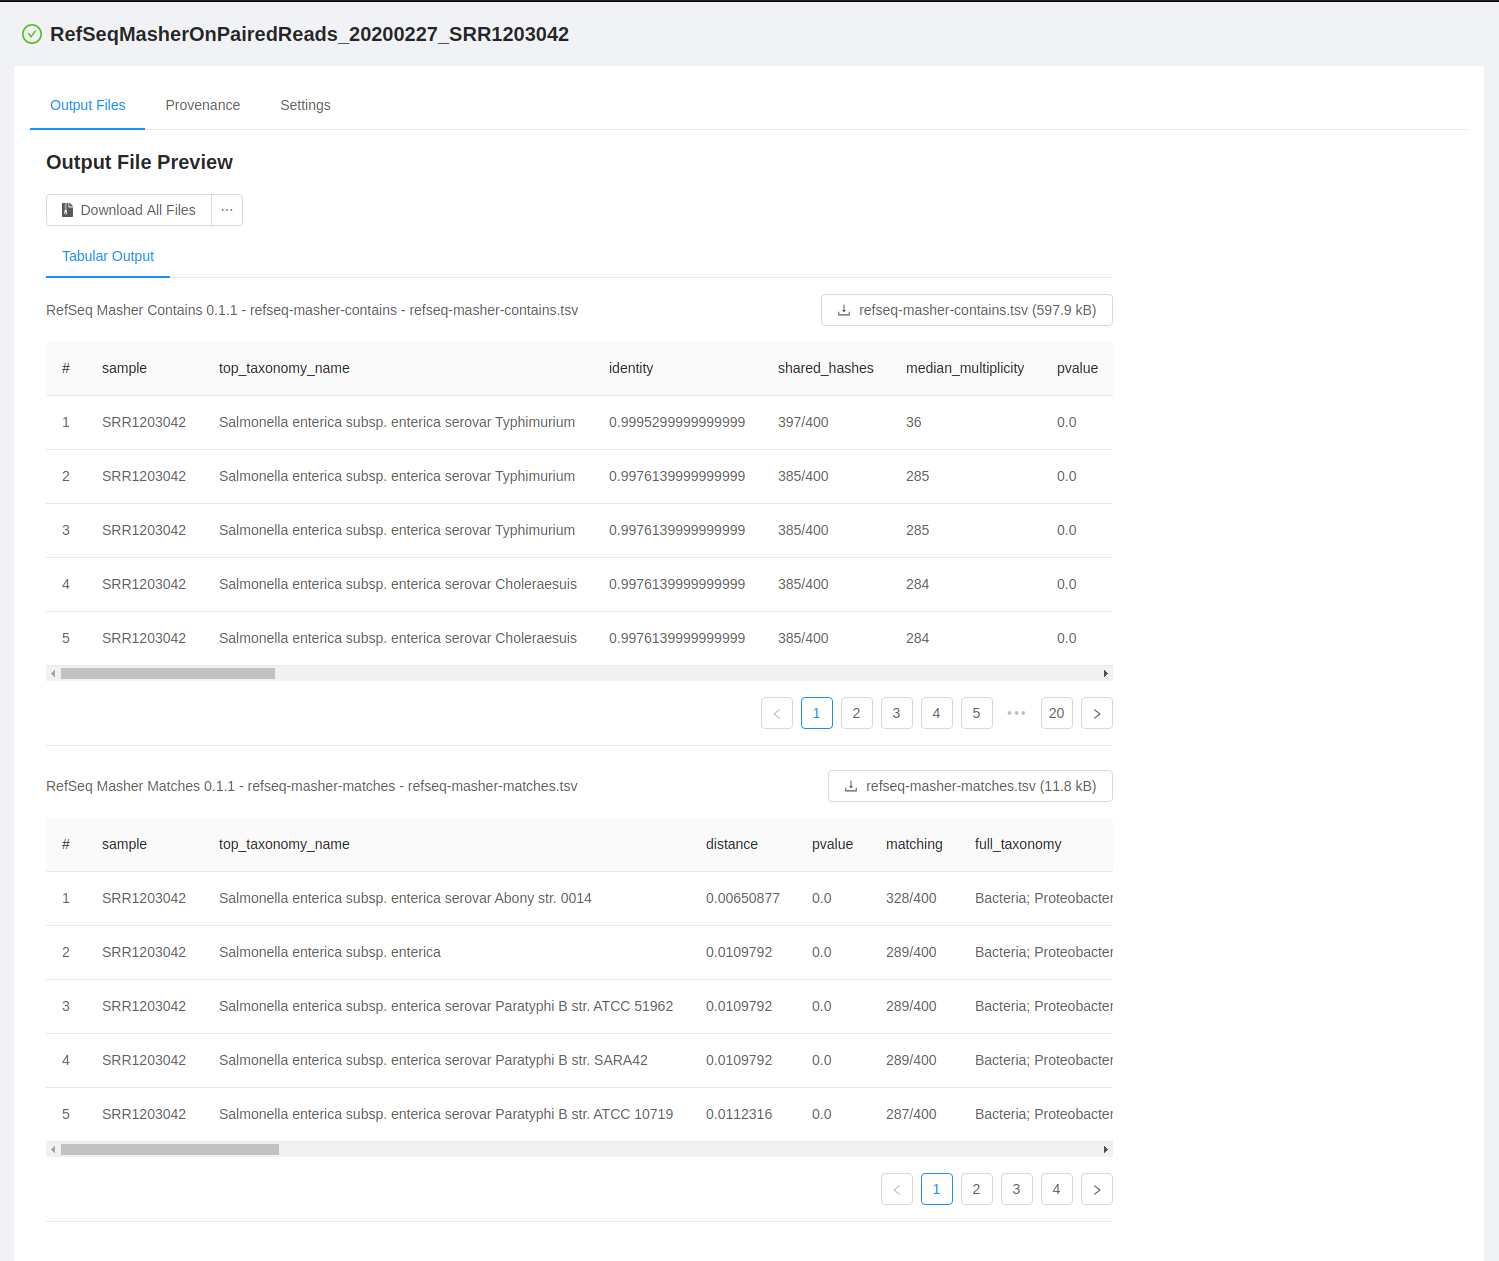 RefSeqMasherOnPairedReads_20200227_SRR1203042
Output Files Provenance Settings
Output File Preview
Download All Files ···
Tabular Output
RefSeq Masher Contains 0.1.1 - refseq-masher-contains - refseq-masher-contains.tsv refseq-masher-contains.tsv (597.9 kB)
# sample top_taxonomy_name identity shared_hashes median_multiplicity pvalue
1 SRR1203042 Salmonella enterica subsp. enterica serovar Typhimurium 0.9995299999999999 397/400 36 0.0
2 SRR1203042 Salmonella enterica subsp. enterica serovar Typhimurium 0.9976139999999999 385/400 285 0.0
3 SRR1203042 Salmonella enterica subsp. enterica serovar Typhimurium 0.9976139999999999 385/400 285 0.0
4 SRR1203042 Salmonella enterica subsp. enterica serovar Choleraesuis 0.9976139999999999 385/400 284 0.0
5 SRR1203042 Salmonella enterica subsp. enterica serovar Choleraesuis 0.9976139999999999 385/400 284 0.0
< 1 2 3 4 5 ••• 20 >
RefSeq Masher Matches 0.1.1 - refseq-masher-matches - refseq-masher-matches.tsv refseq-masher-matches.tsv (11.8 kB)
# sample top_taxonomy_name distance pvalue matching full_taxonomy
1 SRR1203042 Salmonella enterica subsp. enterica serovar Abony str. 0014 0.00650877 0.0 328/400 Bacteria; Proteobacter
2 SRR1203042 Salmonella enterica subsp. enterica 0.0109792 0.0 289/400 Bacteria; Proteobacter
3 SRR1203042 Salmonella enterica subsp. enterica serovar Paratyphi B str. ATCC 51962 0.0109792 0.0 289/400 Bacteria; Proteobacter
4 SRR1203042 Salmonella enterica subsp. enterica serovar Paratyphi B str. SARA42 0.0109792 0.0 289/400 Bacteria; Proteobacter
5 SRR1203042 Salmonella enterica subsp. enterica serovar Paratyphi B str. ATCC 10719 0.0112316 0.0 287/400 Bacteria; Proteobacter
< 1 2 3 4 >